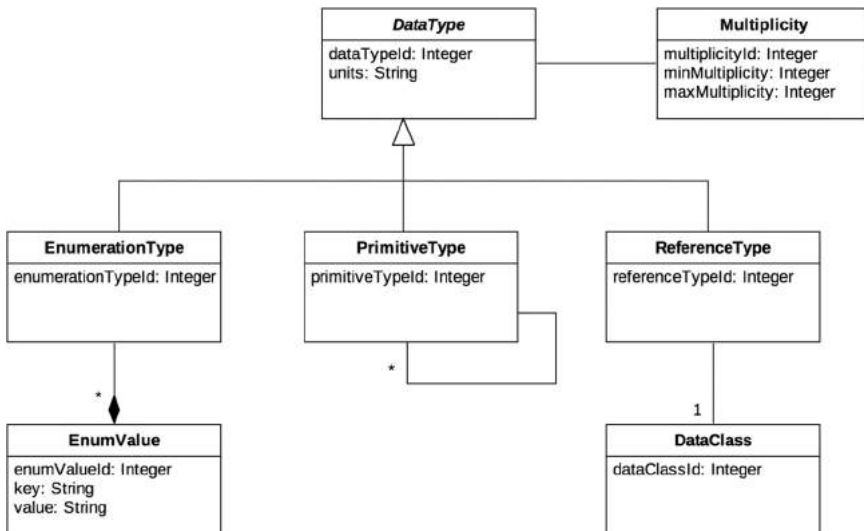 DataType
dataTypeId: Integer
units: String
Multiplicity
multiplicityId: Integer
minMultiplicity: Integer
maxMultiplicity: Integer
EnumerationType
enumerationTypeId: Integer
PrimitiveType
primitiveTypeId: Integer
ReferenceType
referenceTypeId: Integer
*
*
1
EnumValue
enumValueId: Integer
key: String
value: String
DataClass
dataClassId: Integer